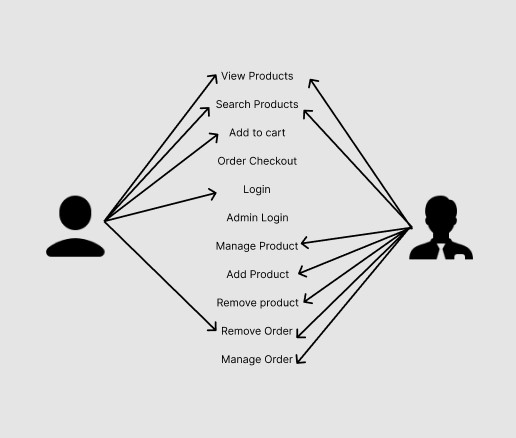 View Products
Search Products
Add to cart
Order Checkout
Login
Admin Login
Manage Product
Add Product
Remove product
Remove Order
Manage Order